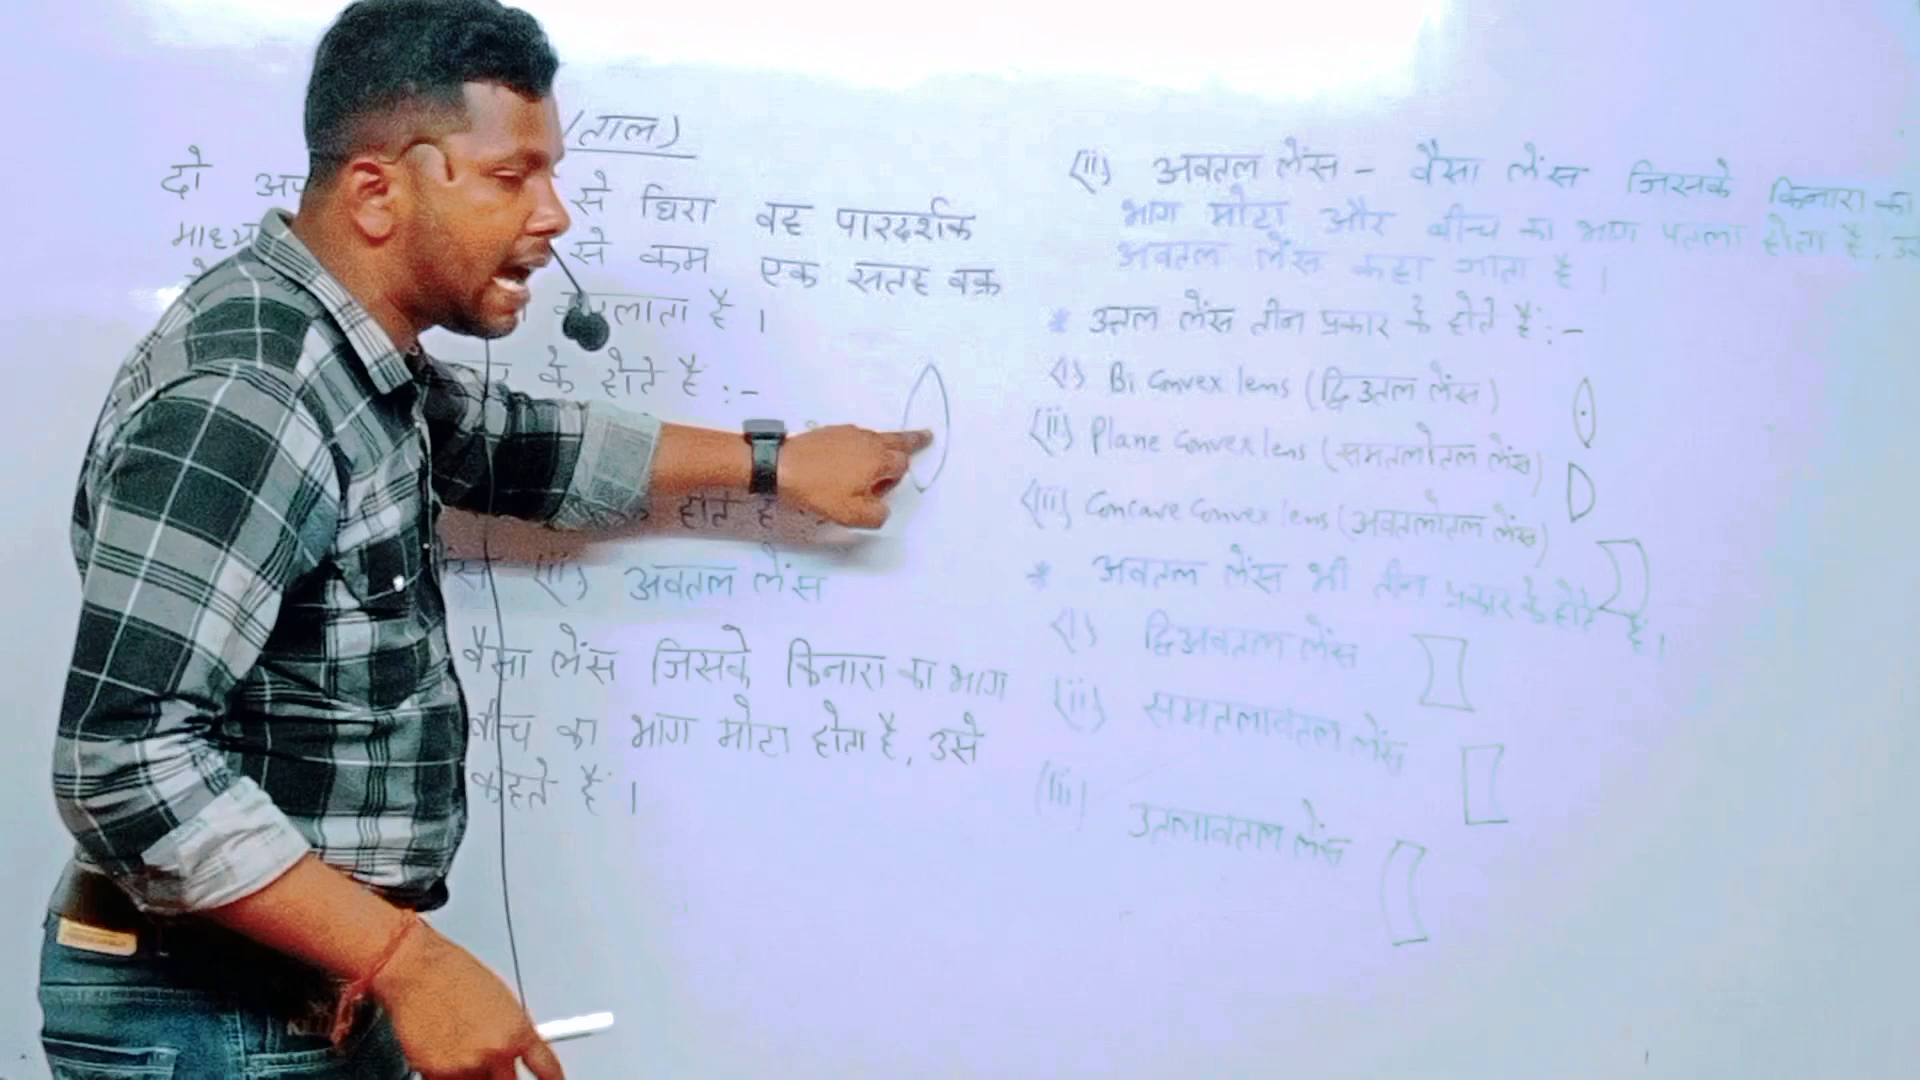 /ताल)
दो से घिरा वह पारदर्शक
माध्य से कम एक सतह वक्र
कहलाता है ।
के होते है :-
होते है :-
(ii) अवतल लेंस
वैसा लेंस जिसके किनारा का भाग
बीच का भाग मोटा होता है, उसे
कहते है ।
(ii) अवतल लेंस - वैसा लेंस जिसके किनारा का
भाग मोटा और बीच का भाग पतला होता है, उसे
अवतल लेंस कहा जाता है ।
* उत्तल लेंस तीन प्रकार के होते है :-
(i) Bi Convex lens (द्विउत्तल लेंस)
(ii) Plane Convex lens (समतलोतल लेंस)
(iii) Concave Convex lens (अवतलोतल लेंस)
* अवतल लेंस भी तीन प्रकार के होते है ।
(i) द्विअवतल लेंस
(ii) समतलावतल लेंस
(iii) उतलावतल लेंस